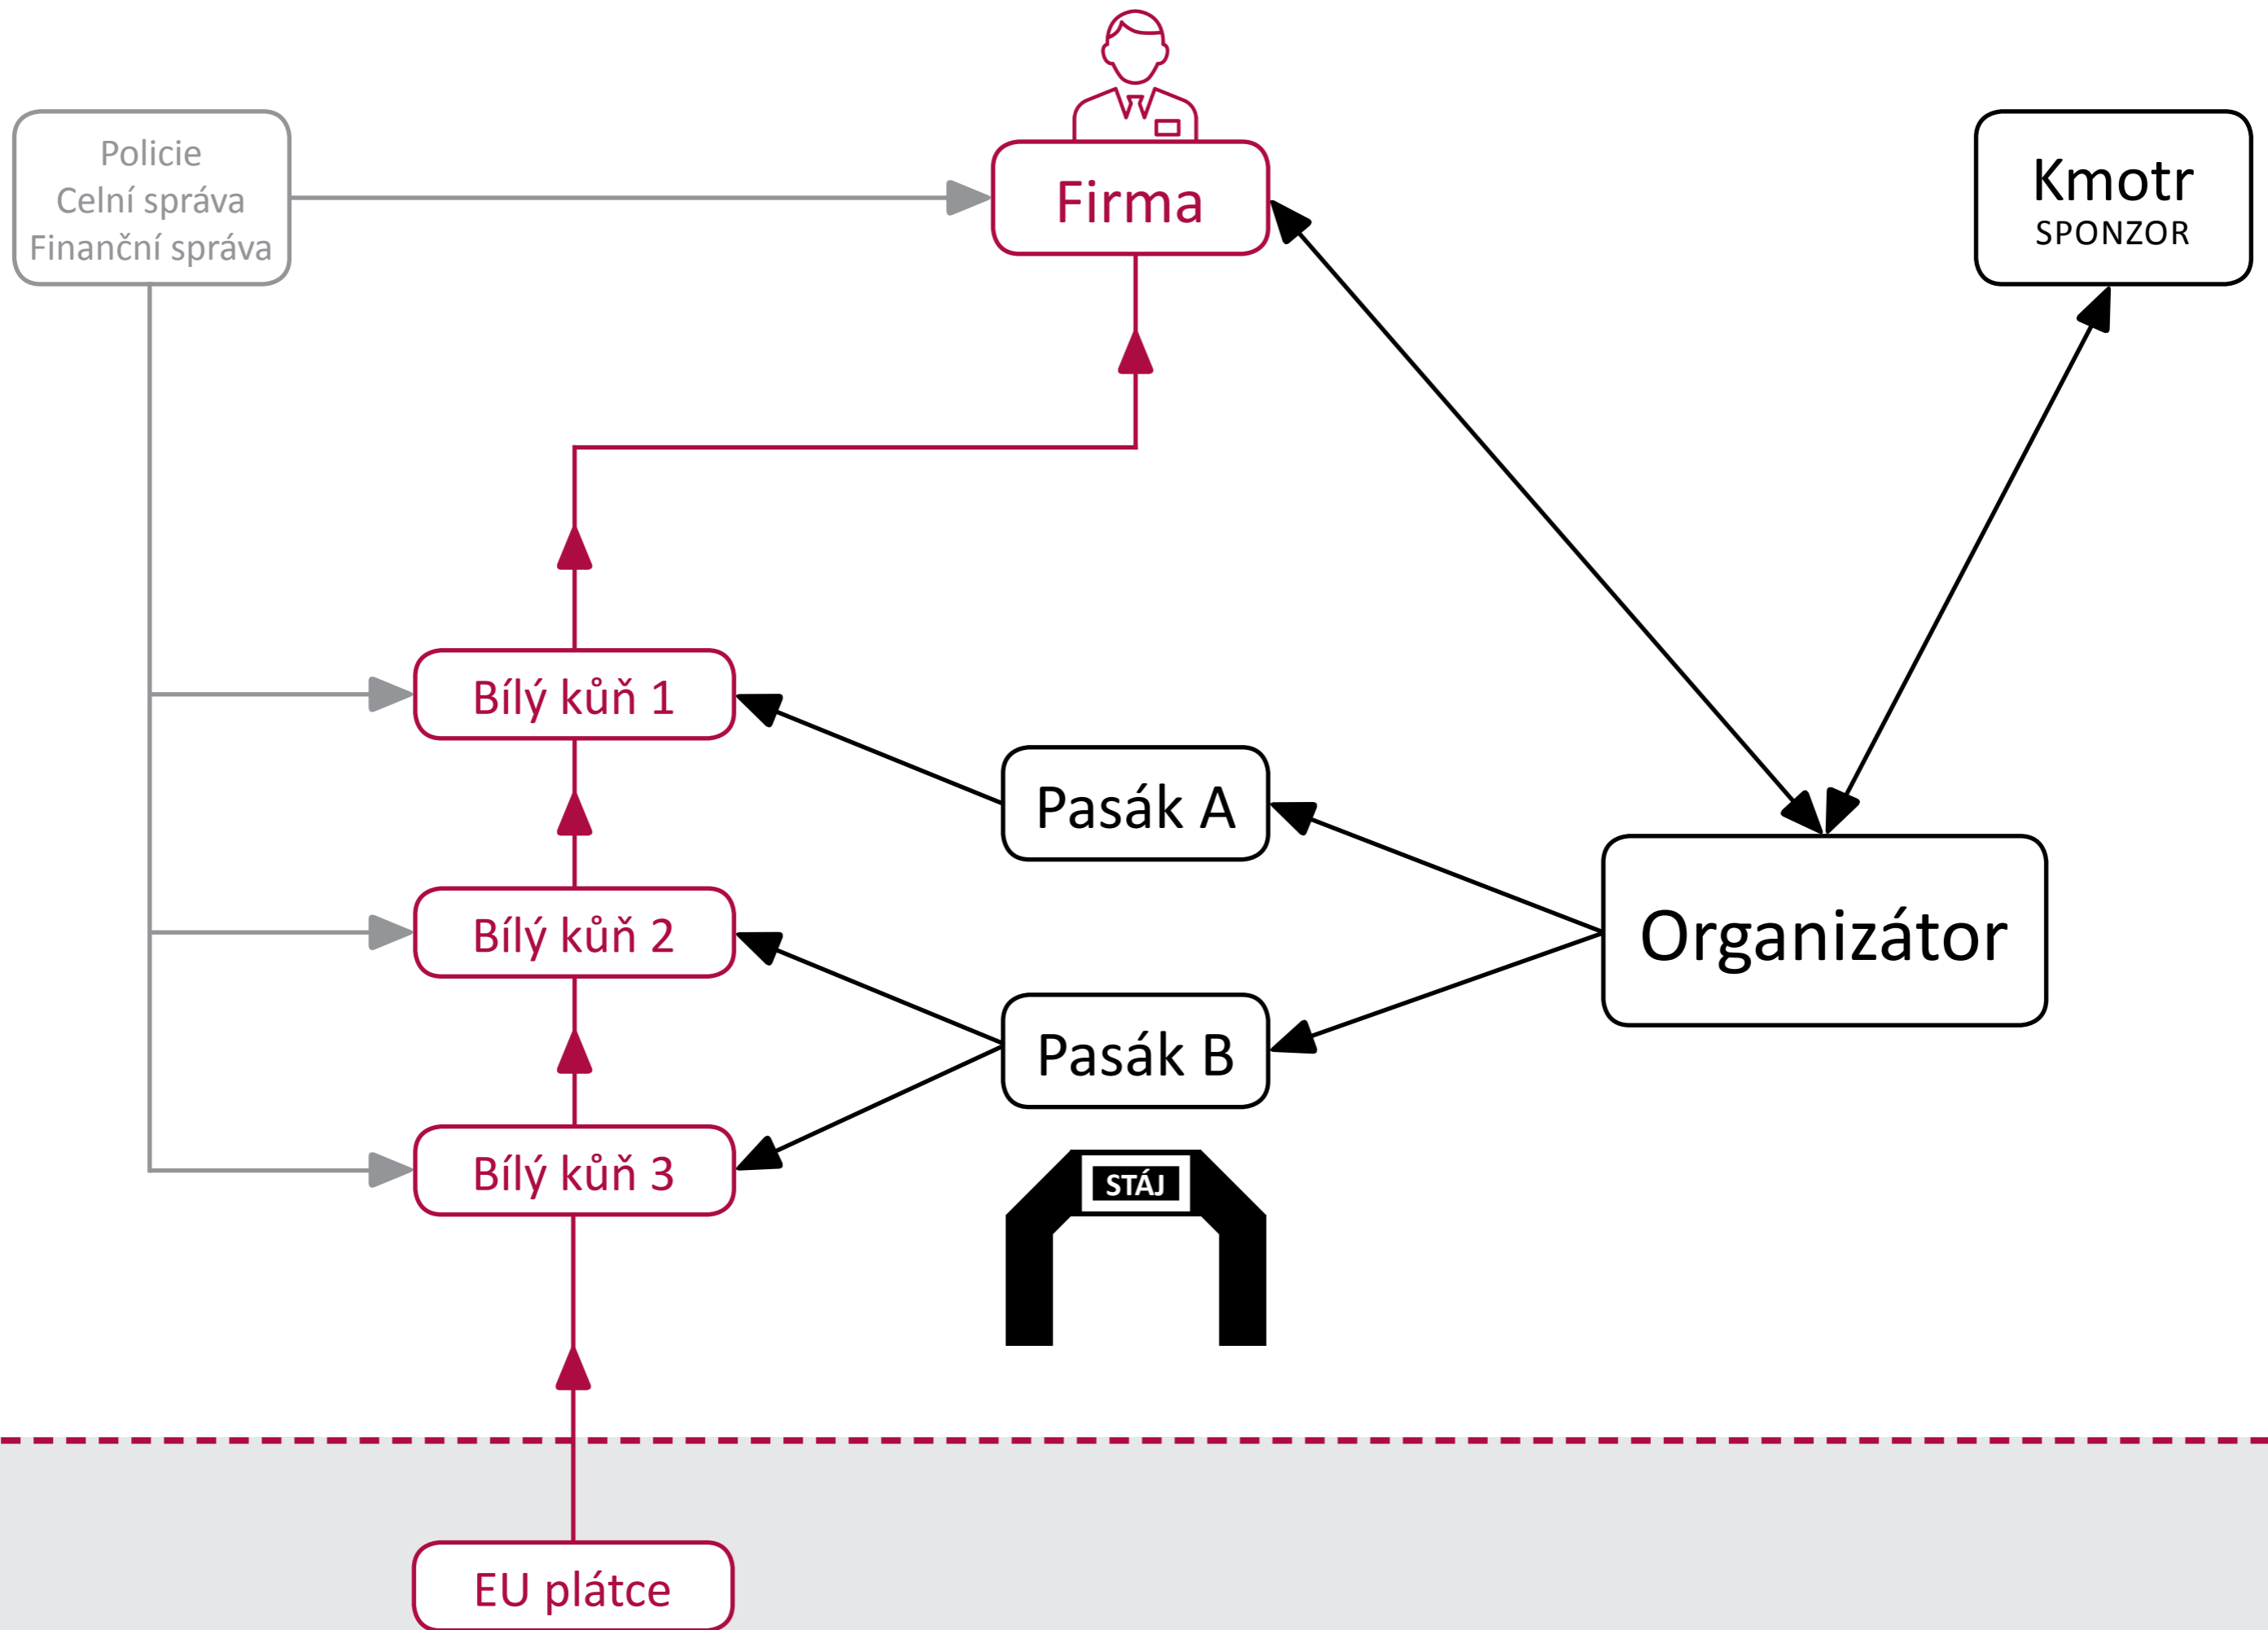 Policie
Celní správa
Finanční správa
Firma
Kmotr
SPONZOR
Bílý kůň 1
Pasák A
Bílý kůň 2
Organizátor
Pasák B
Bílý kůň 3
STÁJ
EU plátce